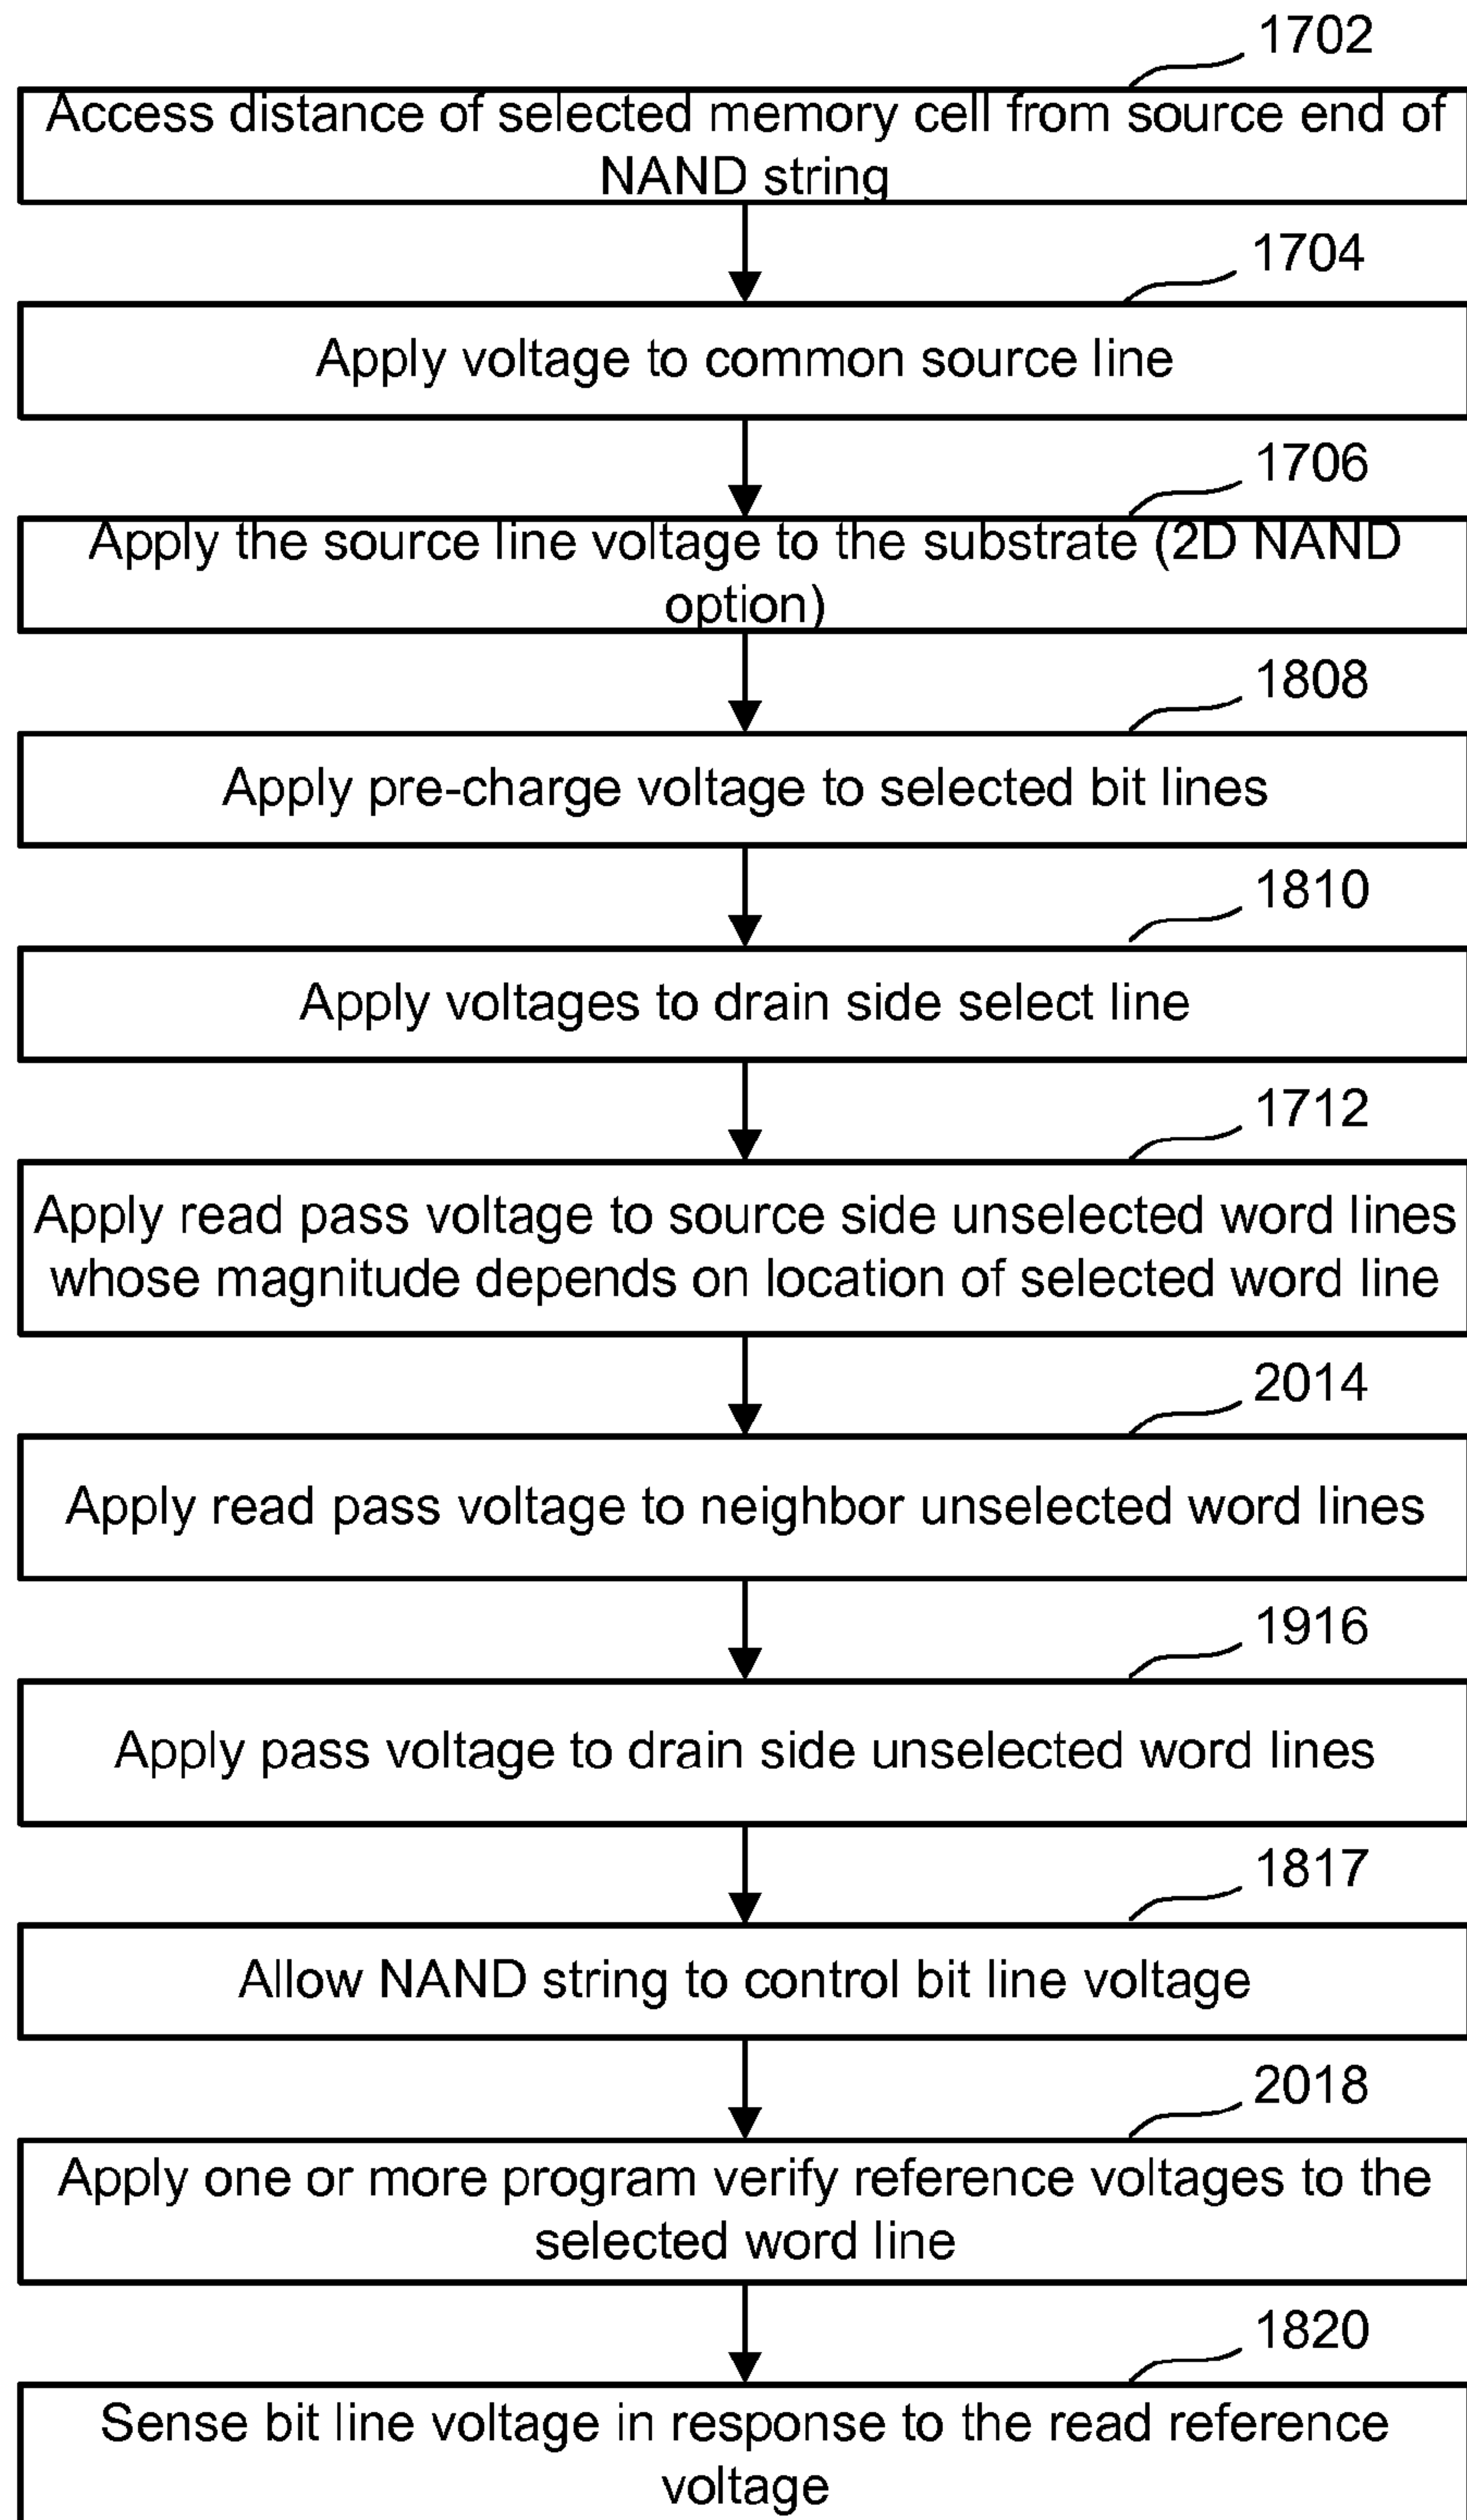 1702
Access distance of selected memory cell from source end of
NAND string
1704
Apply voltage to common source line
1706
Apply the source line voltage to the substrate (2D NAND
option)
1808
Apply pre-charge voltage to selected bit lines
1810
Apply voltages to drain side select line
1712
Apply read pass voltage to source side unselected word lines
whose magnitude depends on location of selected word line
2014
Apply read pass voltage to neighbor unselected word lines
1916
Apply pass voltage to drain side unselected word lines
1817
Allow NAND string to control bit line voltage
2018
Apply one or more program verify reference voltages to the
selected word line
1820
Sense bit line voltage in response to the read reference
voltage